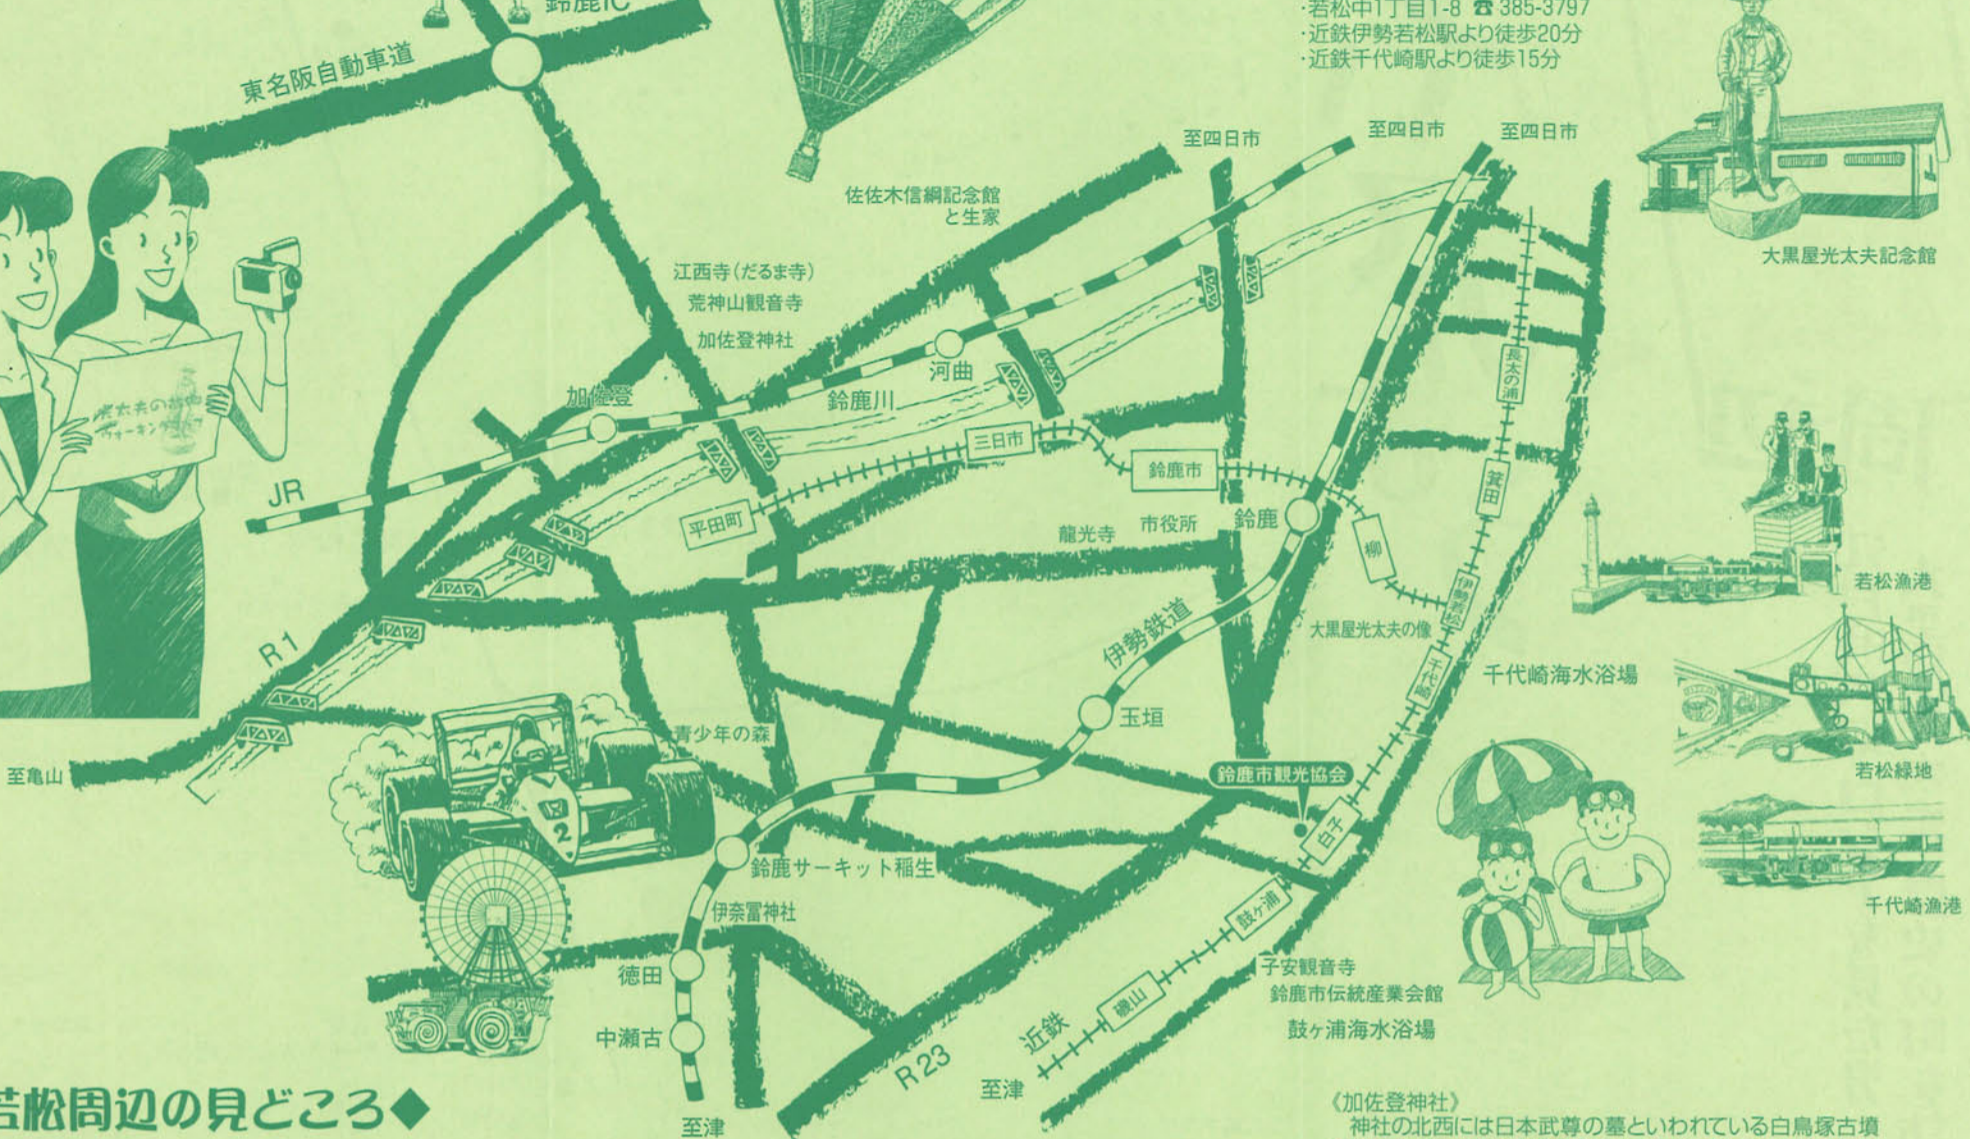 鈴鹿IC
・若松中1丁目1-8 ☎385-3797
・近鉄伊勢若松駅より徒歩20分
・近鉄千代崎駅より徒歩15分
東名阪自動車道
至四日市
至四日市
至四日市
佐佐木信綱記念館
と生家
大黒屋光太夫記念館
江西寺(だるま寺)
荒神山観音寺
加佐登神社
河曲
加佐登
鈴鹿川
長太の浦
三日市
鈴鹿市
箕田
JR
平田町
龍光寺
市役所
鈴鹿
柳
若松漁港
伊勢若松
大黒屋光太夫の像
伊勢鉄道
R1
千代崎
千代崎海水浴場
玉垣
青少年の森
至亀山
鈴鹿市観光協会
若松緑地
2
白子
鈴鹿サーキット稲生
千代崎漁港
伊奈冨神社
鼓ヶ浦
徳田
子安観音寺
鈴鹿市伝統産業会館
鼓ヶ浦海水浴場
磯山
中瀬古
近鉄
R23
至津
至津
若松周辺の見どころ◆
《加佐登神社》
神社の北西には日本武尊の墓といわれている白鳥塚古墳